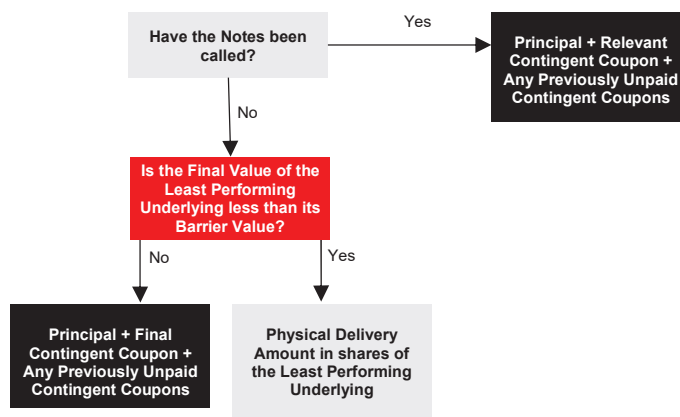 Have the Notes been
called?
Yes
Principal + Relevant
Contingent Coupon +
Any Previously Unpaid
Contingent Coupons
No
Is the Final Value of the
Least Performing
Underlying less than its
Barrier Value?
No
Yes
Principal + Final
Contingent Coupon +
Any Previously Unpaid
Contingent Coupons
Physical Delivery
Amount in shares of
the Least Performing
Underlying